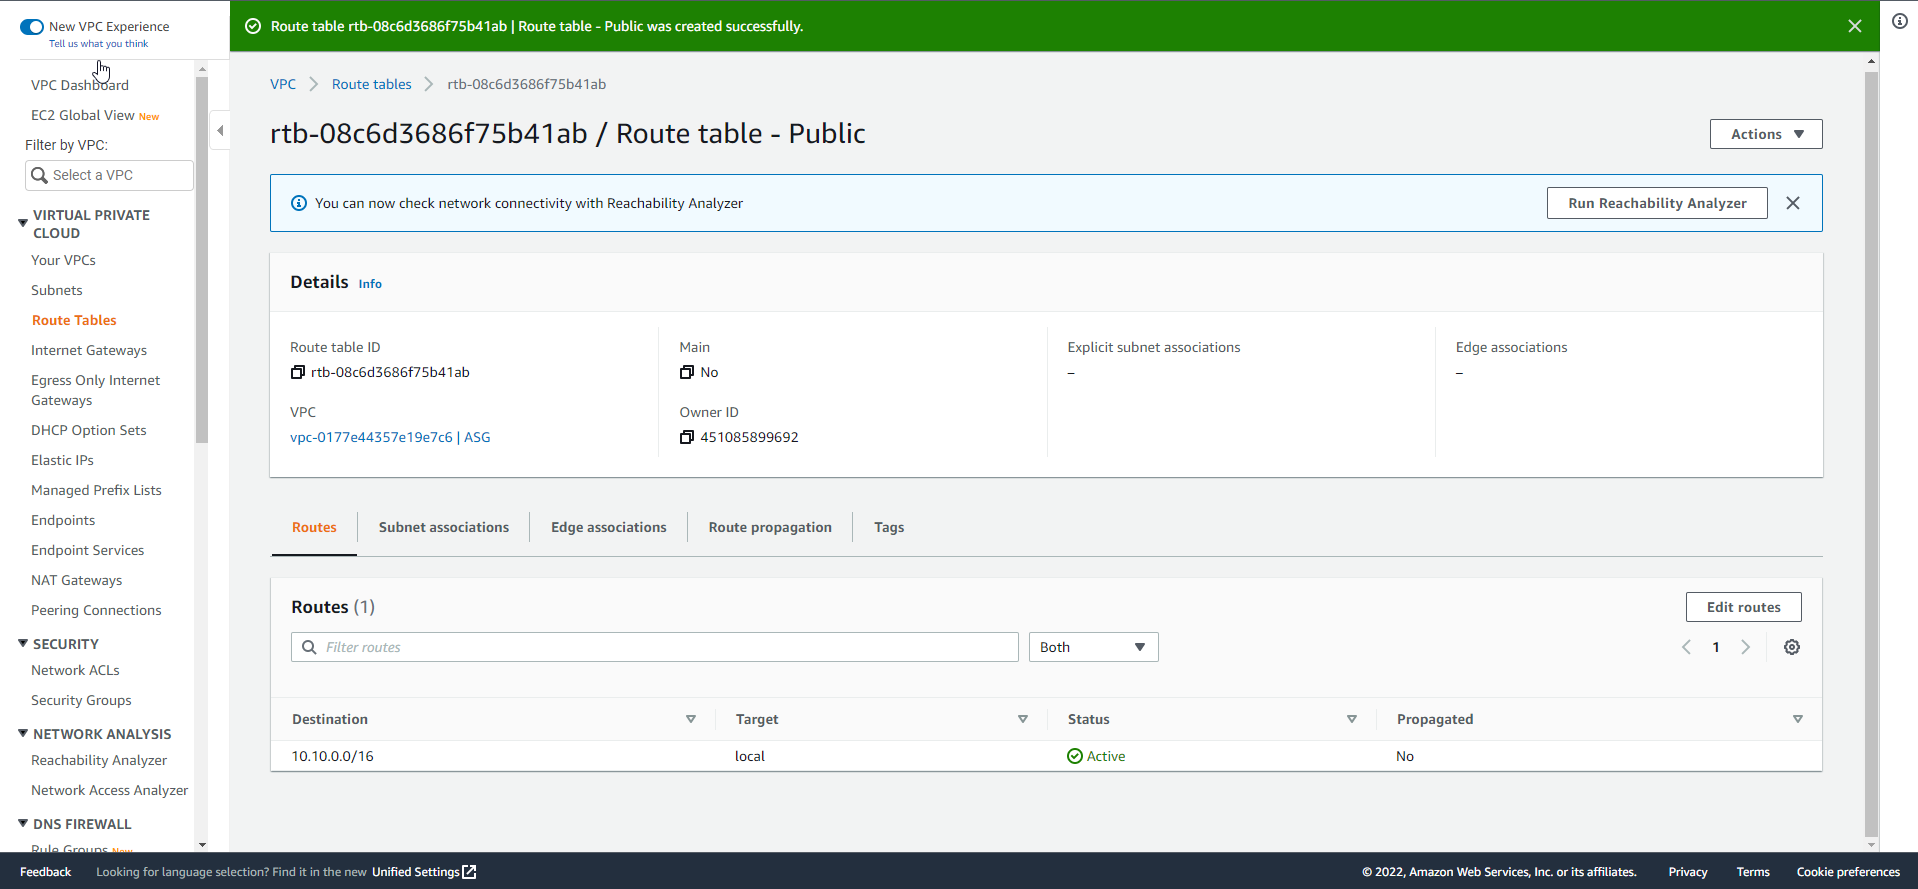 New VPC Experience
Tell us what you think
VPC Dashboard
EC2 Global View New
Filter by VPC:
Select a VPC
VIRTUAL PRIVATE
CLOUD
Your VPCs
Subnets
Route Tables
Internet Gateways
Egress Only Internet
Gateways
DHCP Option Sets
Elastic IPs
Managed Prefix Lists
Endpoints
Endpoint Services
NAT Gateways
Peering Connections
SECURITY
Network ACLs
Security Groups
NETWORK ANALYSIS
Reachability Analyzer
Network Access Analyzer
DNS FIREWALL
Rule Groups New
Route table rtb-08c6d3686f75b41ab | Route table - Public was created successfully.
VPC
Route tables
rtb-08c6d3686f75b41ab
rtb-08c6d3686f75b41ab / Route table - Public
Actions
You can now check network connectivity with Reachability Analyzer
Run Reachability Analyzer
Details Info
Route table ID
rtb-08c6d3686f75b41ab
VPC
vpc-0177e44357e19e7c6 | ASG
Main
No
Owner ID
451085899692
Explicit subnet associations
–
Edge associations
–
Routes
Subnet associations
Edge associations
Route propagation
Tags
Routes (1)
Edit routes
Filter routes
Both
1
Destination
Target
Status
Propagated
10.10.0.0/16
local
Active
No
Feedback
Looking for language selection? Find it in the new Unified Settings
© 2022, Amazon Web Services, Inc. or its affiliates.
Privacy
Terms
Cookie preferences